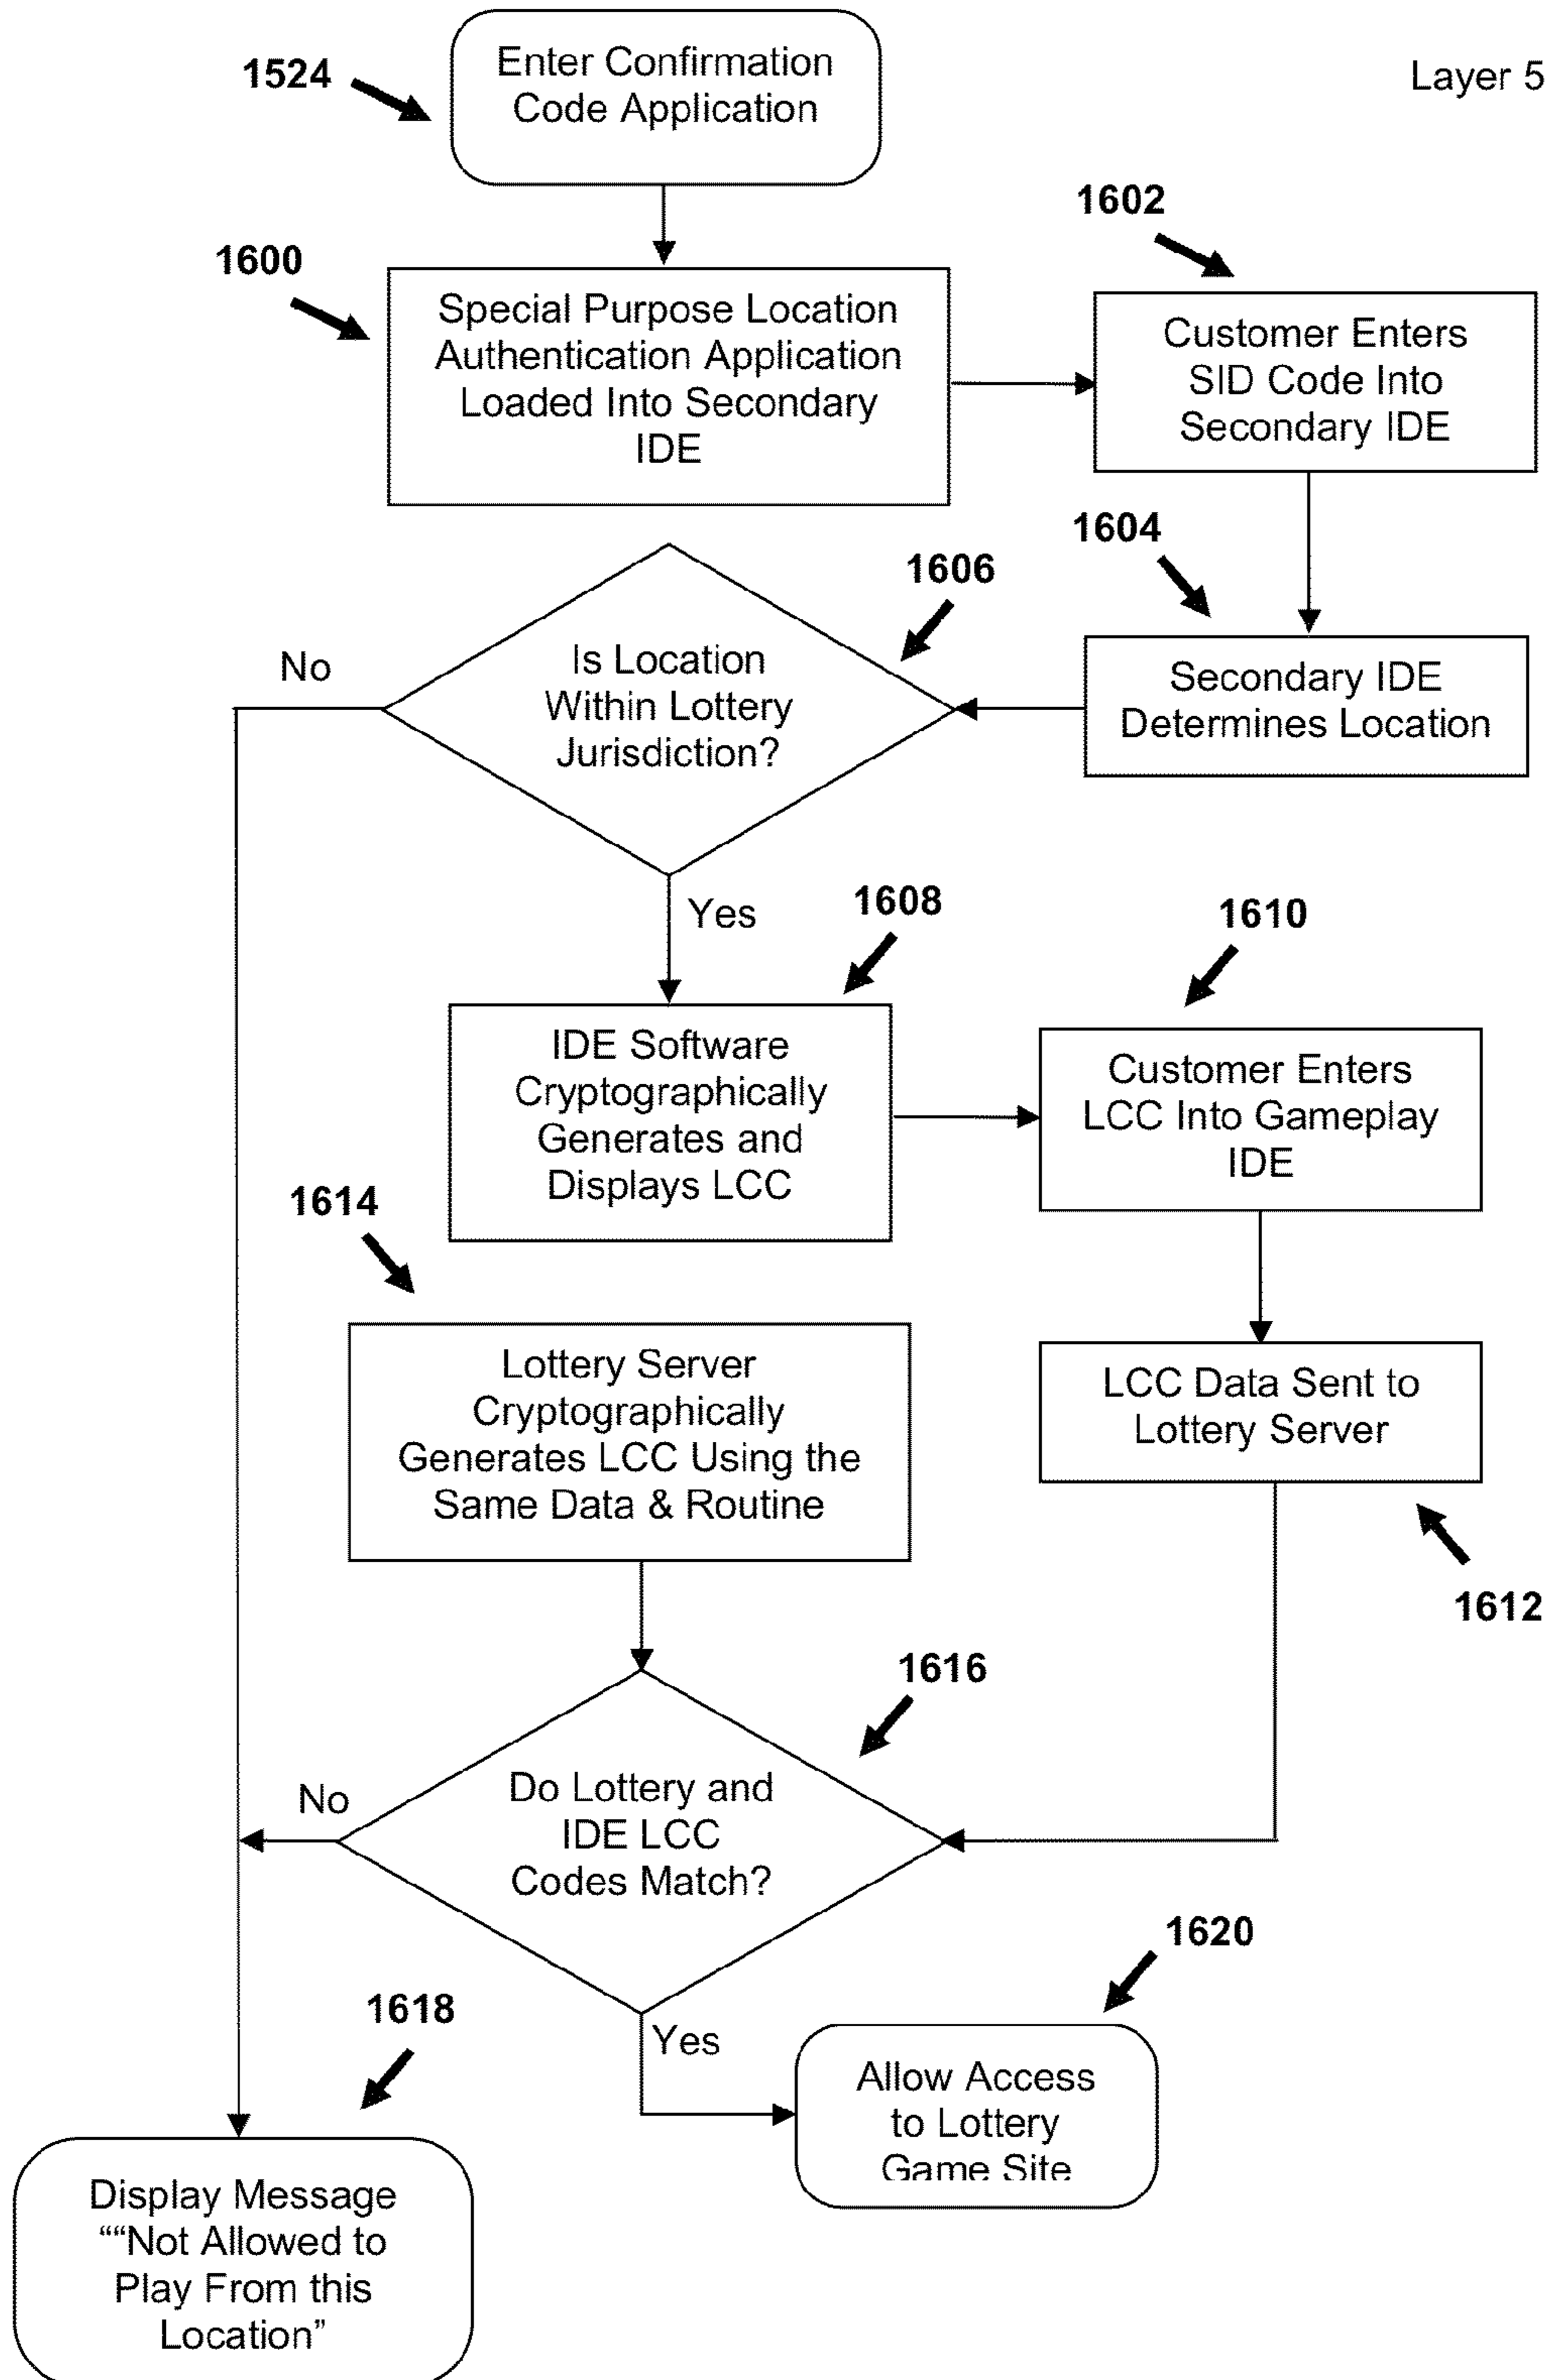 Enter Confirmation
Code Application
1524
Layer 5
1602
1600
Special Purpose Location
Authentication Application
Loaded Into Secondary
IDE
Customer Enters
SID Code Into
Secondary IDE
1604
1606
No
Is Location
Within Lottery
Jurisdiction?
Secondary IDE
Determines Location
Yes
1608
1610
IDE Software
Cryptographically
Generates and
Displays LCC
Customer Enters
LCC Into Gameplay
IDE
1614
Lottery Server
Cryptographically
Generates LCC Using the
Same Data & Routine
LCC Data Sent to
Lottery Server
1612
1616
No
Do Lottery and
IDE LCC
Codes Match?
1620
1618
Yes
Allow Access
to Lottery
Game Site
Display Message
““Not Allowed to
Play From this
Location”